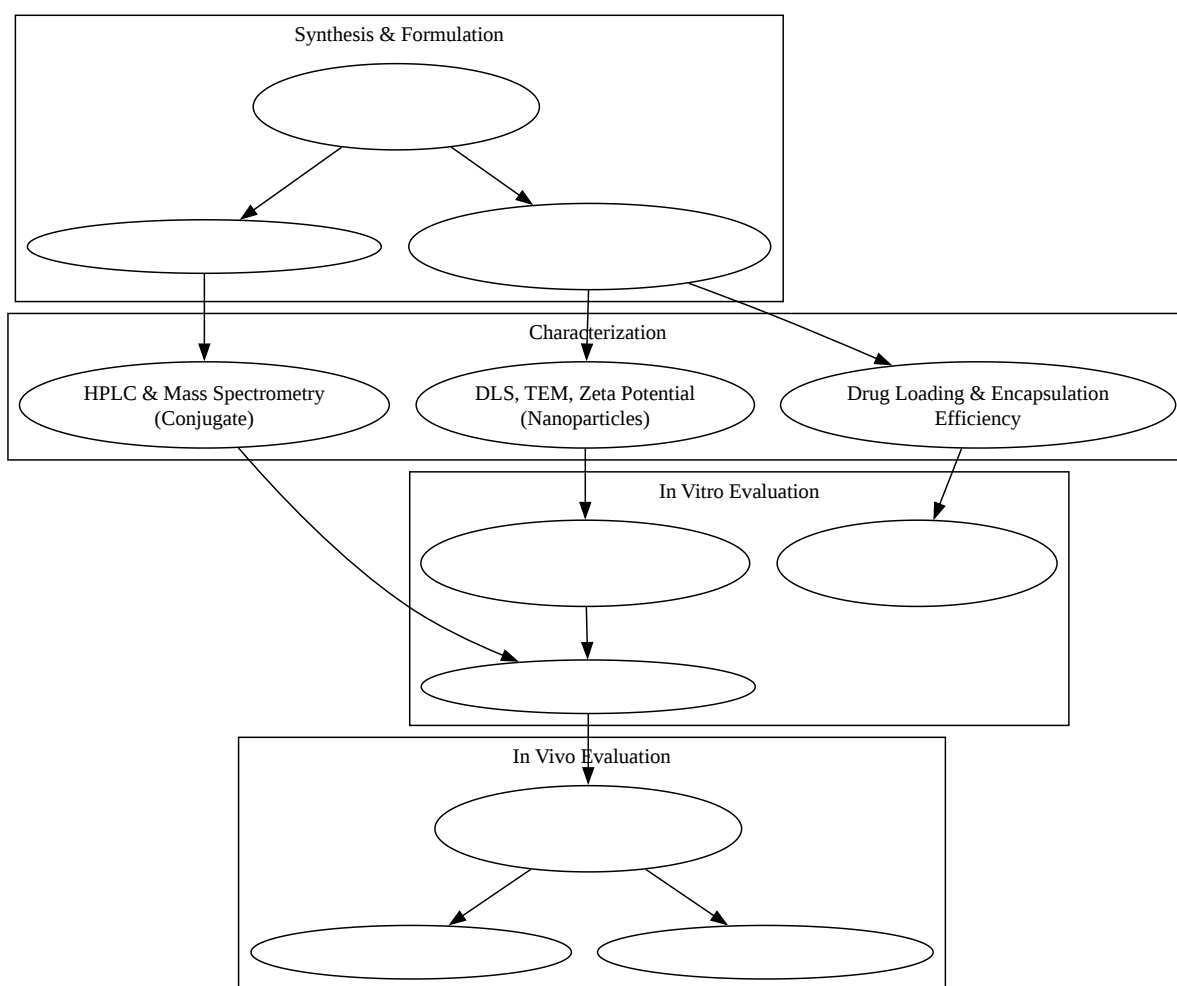 Synthesis & Formulation
Characterization
HPLC & Mass Spectrometry
(Conjugate)
DLS, TEM, Zeta Potential
(Nanoparticles)
Drug Loading & Encapsulation
Efficiency
In Vitro Evaluation
In Vivo Evaluation